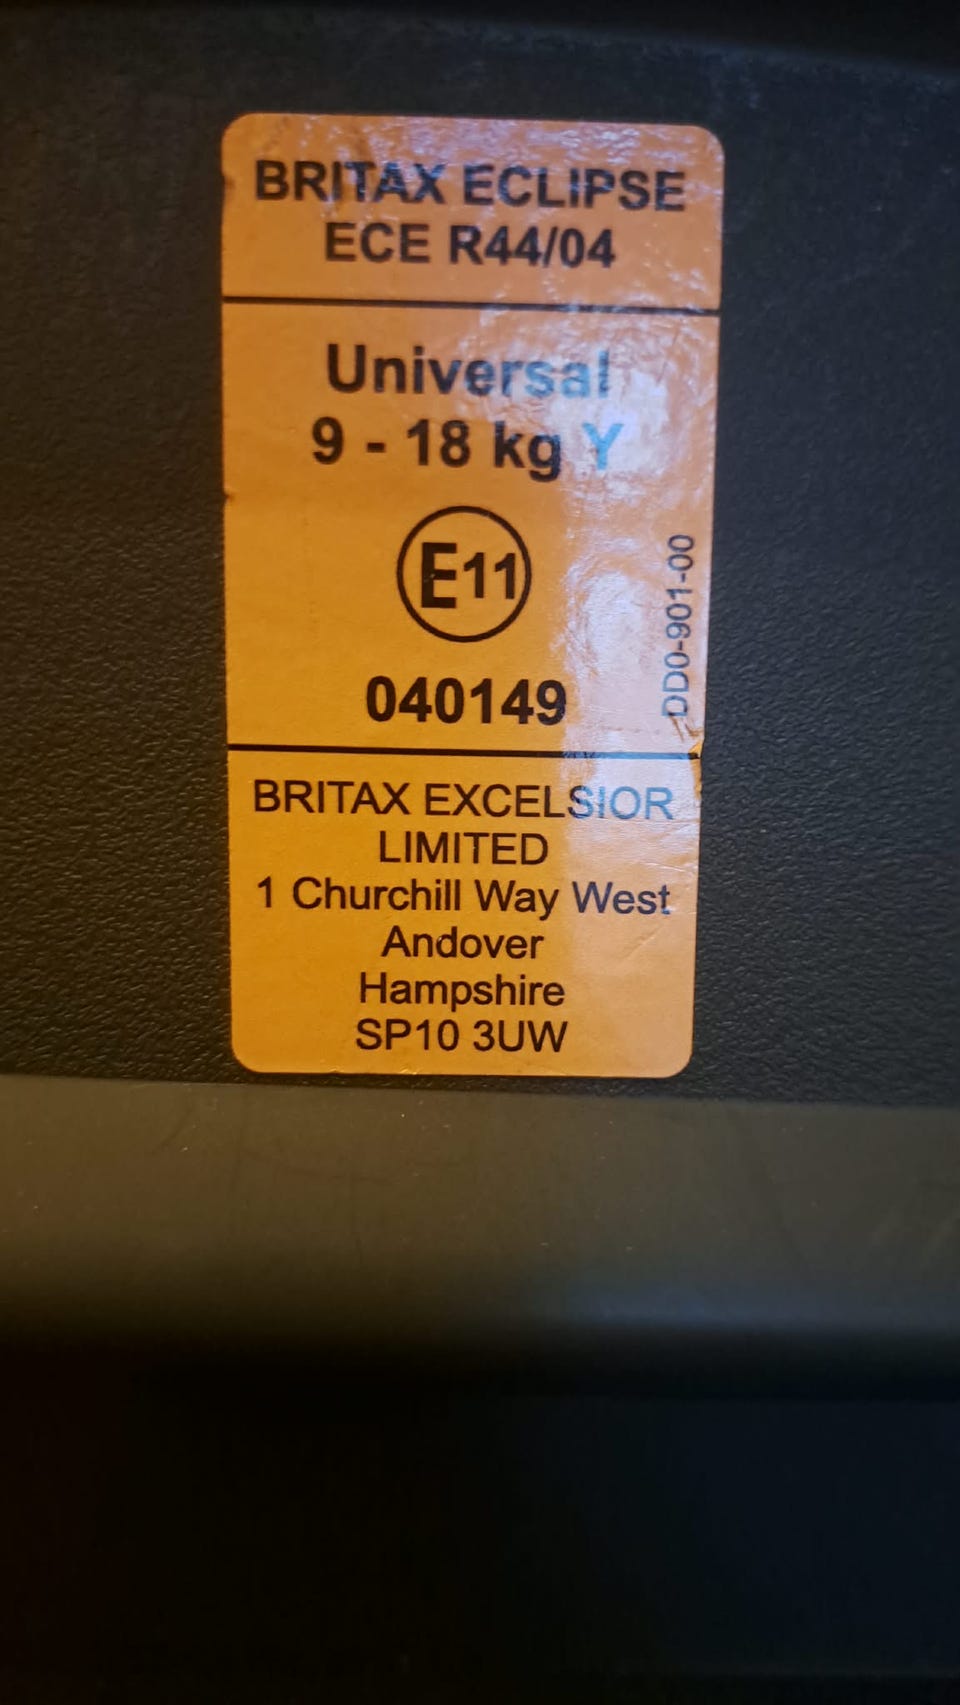 BRITAX ECLIPSE
ECE R44/04
Universal
9 - 18 kg Y
E11
040149
DD0-901-00
BRITAX EXCELSIOR
LIMITED
1 Churchill Way West
Andover
Hampshire
SP10 3UW